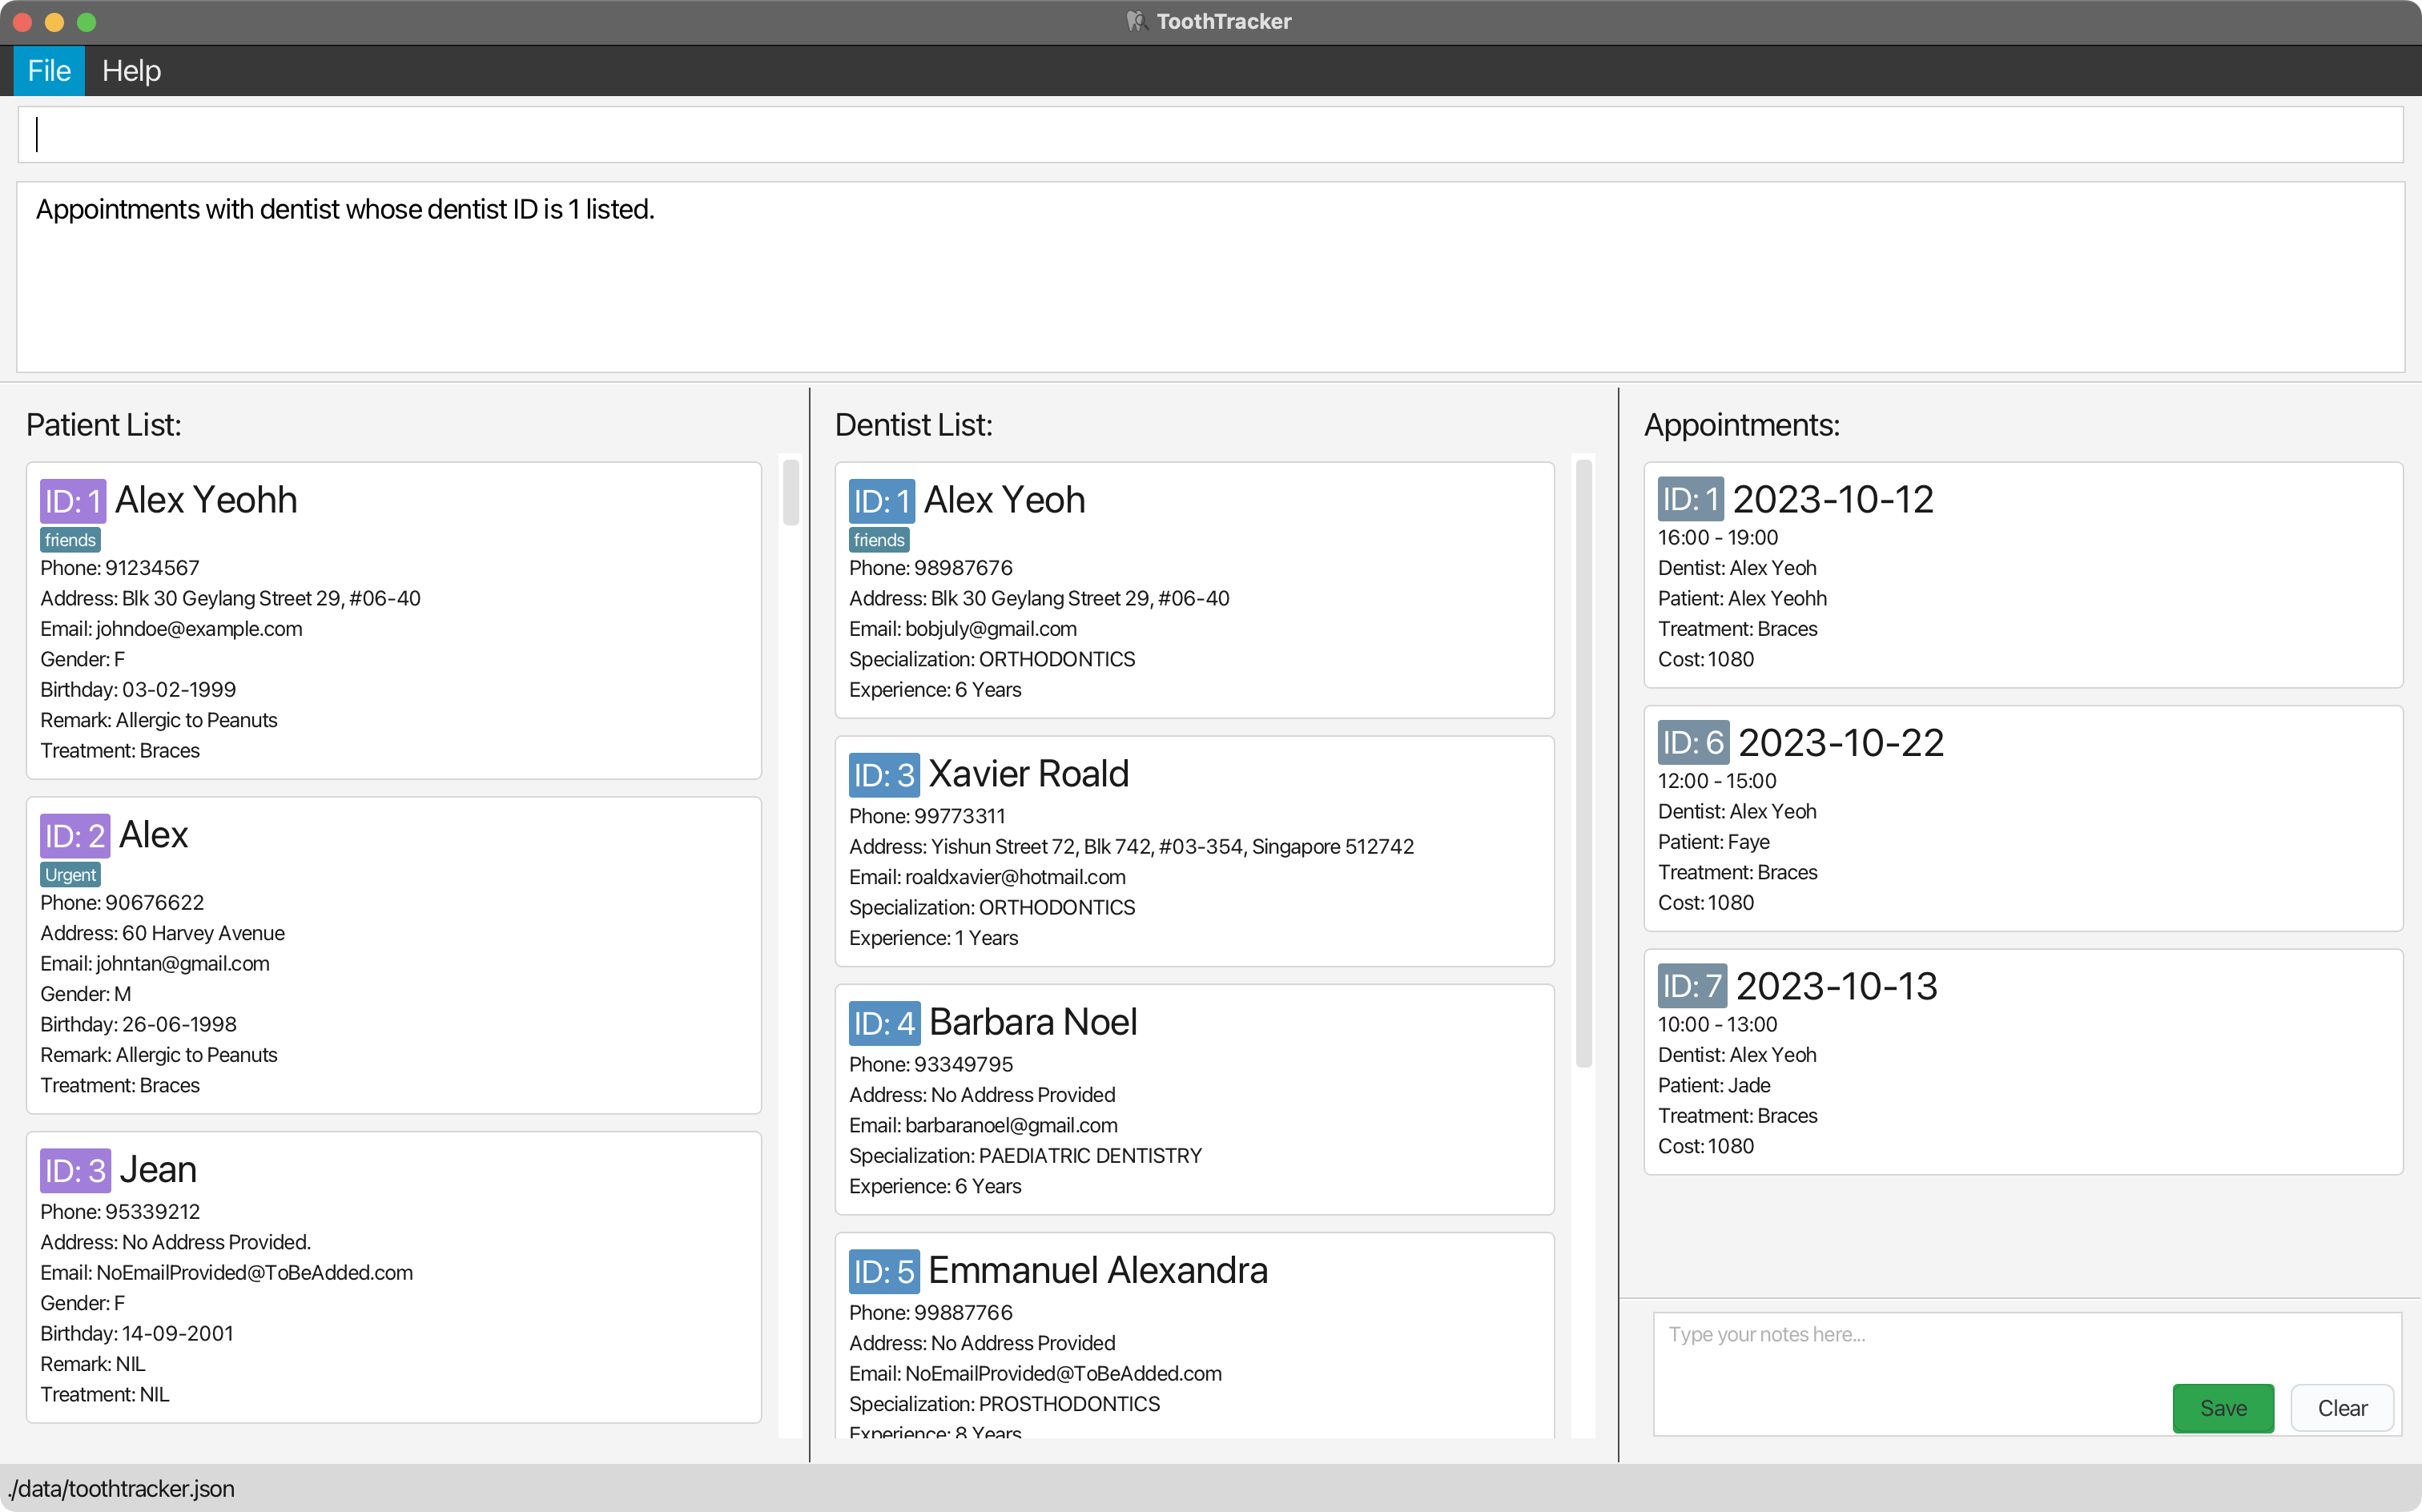 ToothTracker
File Help
Appointments with dentist whose dentist ID is 1 listed.
Patient List:
ID: 1 Alex Yeohh
friends
Phone: 91234567
Address: Blk 30 Geylang Street 29, #06-40
Email: johndoe@example.com
Gender: F
Birthday: 03-02-1999
Remark: Allergic to Peanuts
Treatment: Braces
ID: 2 Alex
Urgent
Phone: 90676622
Address: 60 Harvey Avenue
Email: johntan@gmail.com
Gender: M
Birthday: 26-06-1998
Remark: Allergic to Peanuts
Treatment: Braces
ID: 3 Jean
Phone: 95339212
Address: No Address Provided.
Email: NoEmailProvided@ToBeAdded.com
Gender: F
Birthday: 14-09-2001
Remark: NIL
Treatment: NIL
Dentist List:
ID: 1 Alex Yeoh
friends
Phone: 98987676
Address: Blk 30 Geylang Street 29, #06-40
Email: bobjuly@gmail.com
Specialization: ORTHODONTICS
Experience: 6 Years
ID: 3 Xavier Roald
Phone: 99773311
Address: Yishun Street 72, Blk 742, #03-354, Singapore 512742
Email: roaldxavier@hotmail.com
Specialization: ORTHODONTICS
Experience: 1 Years
ID: 4 Barbara Noel
Phone: 93349795
Address: No Address Provided
Email: barbaranoel@gmail.com
Specialization: PAEDIATRIC DENTISTRY
Experience: 6 Years
ID: 5 Emmanuel Alexandra
Phone: 99887766
Address: No Address Provided
Email: NoEmailProvided@ToBeAdded.com
Specialization: PROSTHODONTICS
Experience: 8 Years
Appointments:
ID: 1 2023-10-12
16:00 - 19:00
Dentist: Alex Yeoh
Patient: Alex Yeohh
Treatment: Braces
Cost: 1080
ID: 6 2023-10-22
12:00 - 15:00
Dentist: Alex Yeoh
Patient: Faye
Treatment: Braces
Cost: 1080
ID: 7 2023-10-13
10:00 - 13:00
Dentist: Alex Yeoh
Patient: Jade
Treatment: Braces
Cost: 1080
Type your notes here...
Save Clear
./data/toothtracker.json